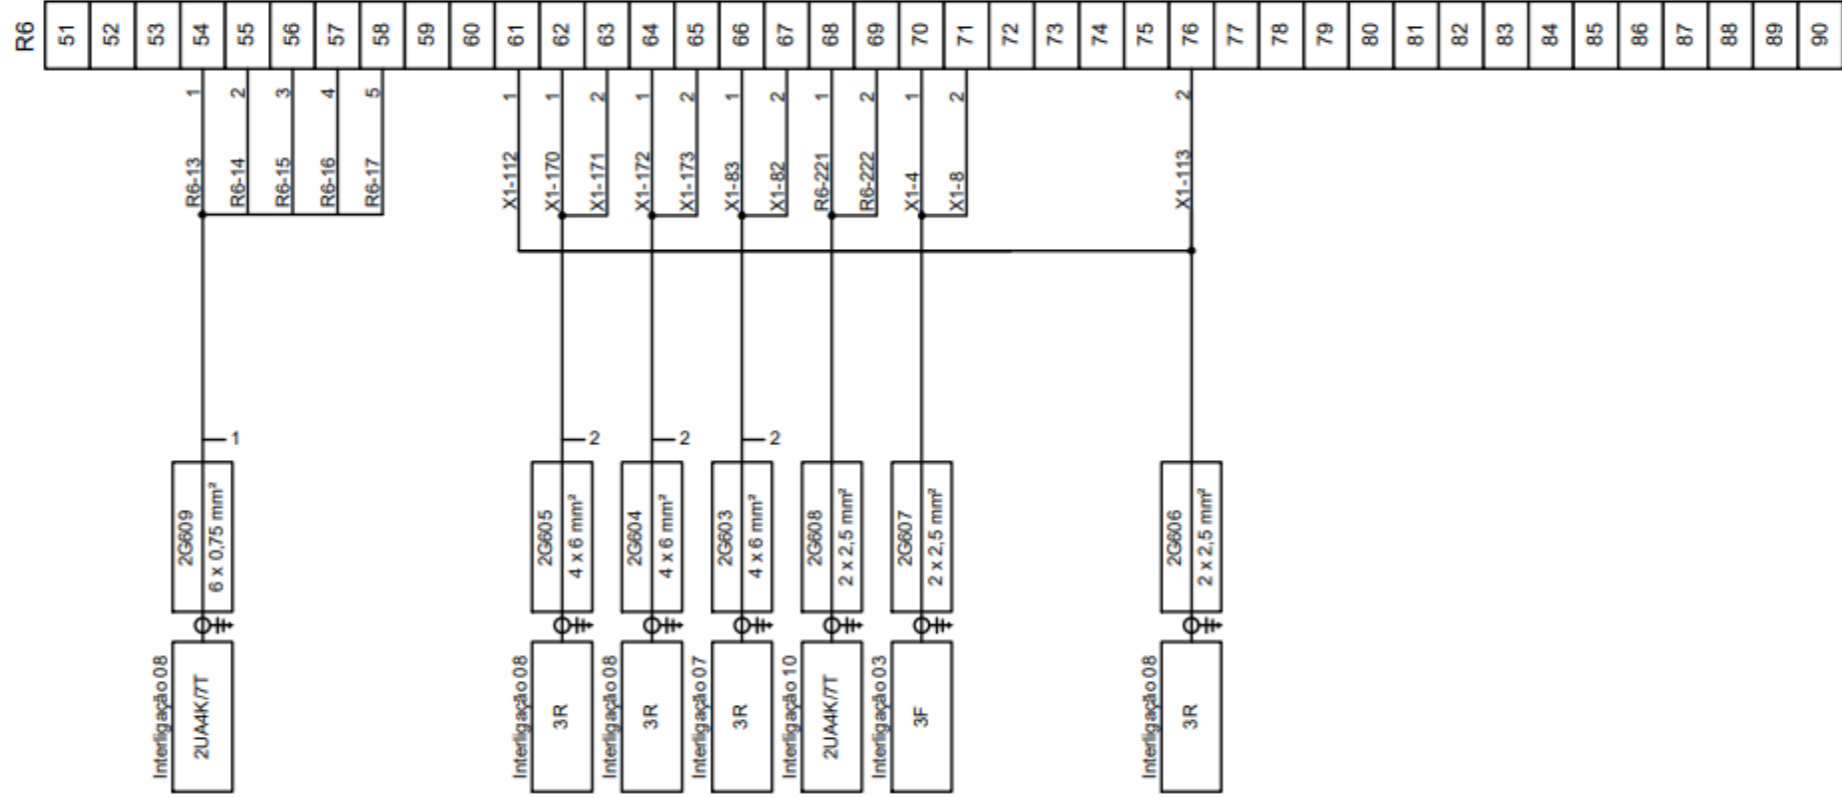 R6
51 52 53 54 55 56 57 58 59 60 61 62 63 64 65 66 67 68 69 70 71 72 73 74 75 76 77 78 79 80 81 82 83 84 85 86 87 88 89 90
1 2 3 4 5 1 1 2 1 2 1 2 1 2 1 2 2
R6-13
R6-14
R6-15
R6-16
R6-17
X1-112
X1-170
X1-171
X1-172
X1-173
X1-83
X1-82
R6-221
R6-222
X1-4
X1-8
X1-113
1 2 2 2
2G609
6 x 0,75 mm²
2G605
4 x 6 mm²
2G604
4 x 6 mm²
2G603
4 x 6 mm²
2G608
2 x 2,5 mm²
2G607
2 x 2,5 mm²
2G606
2 x 2,5 mm²
Interligação 08
2UA4K/7T
Interligação 08
3R
Interligação 08
3R
Interligação 07
3R
Interligação 10
2UA4K/7T
Interligação 03
3F
Interligação 08
3R